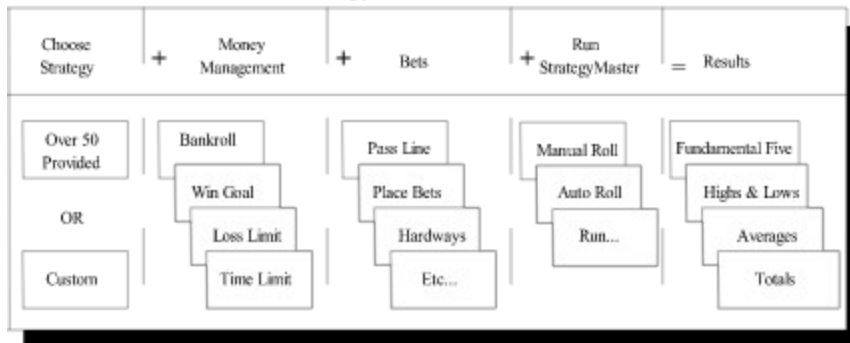 Choose
Strategy
+
Money
Management
+
Bets
+
Run
StrategyMaster
=
Results
Over 50
Provided
OR
Custom
Bankroll
Win Goal
Loss Limit
Time Limit
Pass Line
Place Bets
Hardways
Etc...
Manual Roll
Auto Roll
Run...
Fundamental Five
Highs & Lows
Averages
Totals